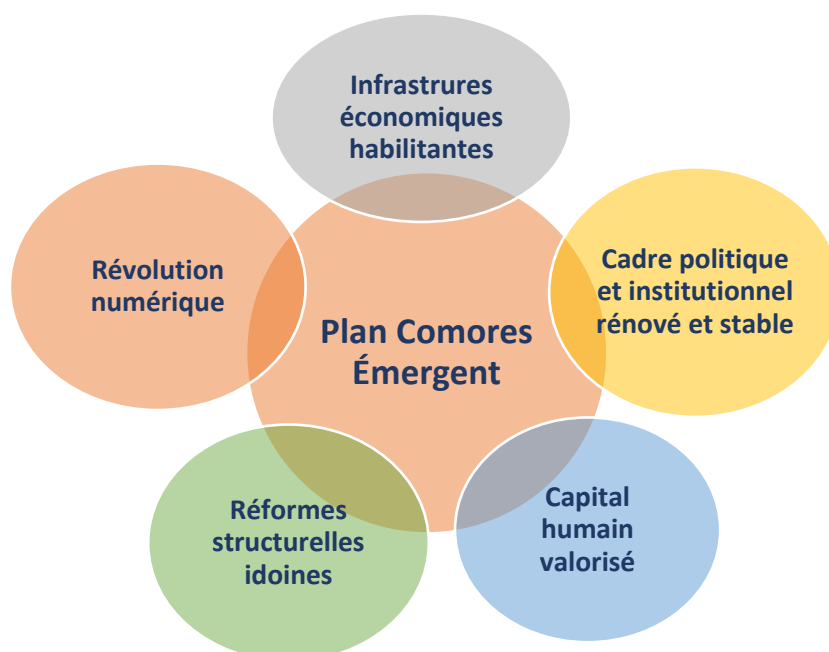 Infrastrures
économiques
habilitantes
Révolution
numérique
Cadre politique
et institutionnel
rénové et stable
Plan Comores
Émergent
Réformes
structurelles
idoines
Capital
humain
valorisé